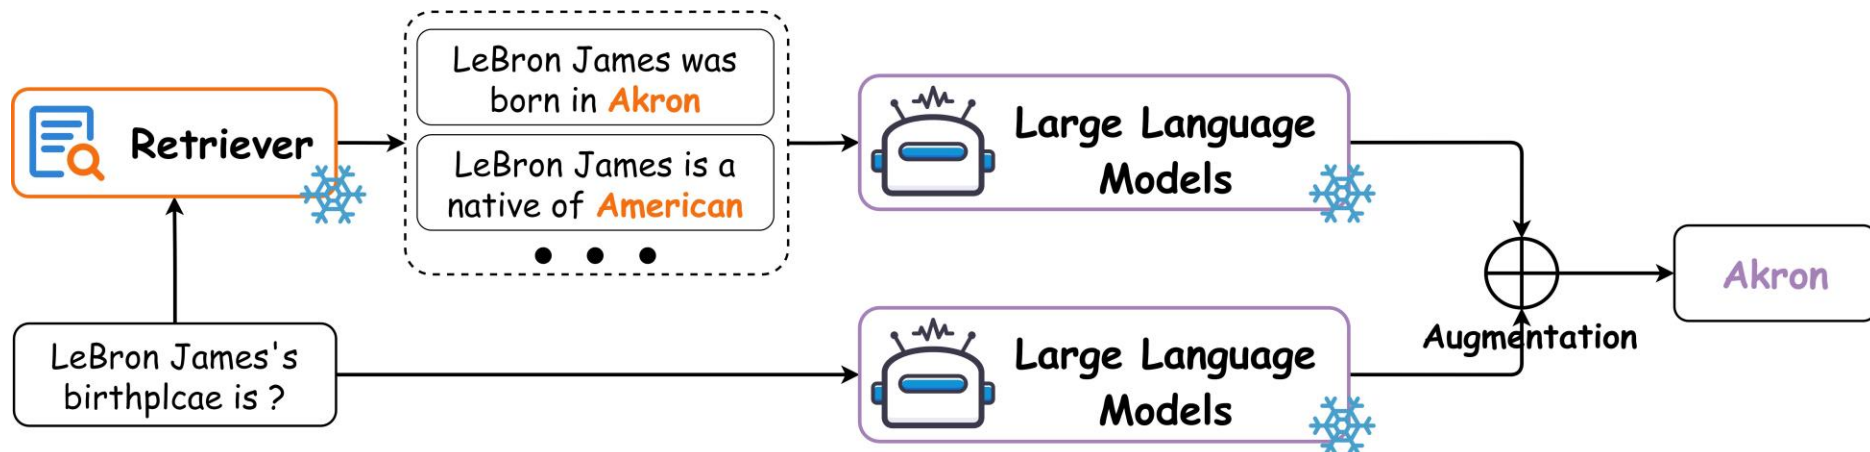 LeBron James was
born in Akron
Retriever
LeBron James is a
native of American
Large Language
Models
LeBron James's
birthplcae is ?
Large Language
Models
Augmentation
Akron